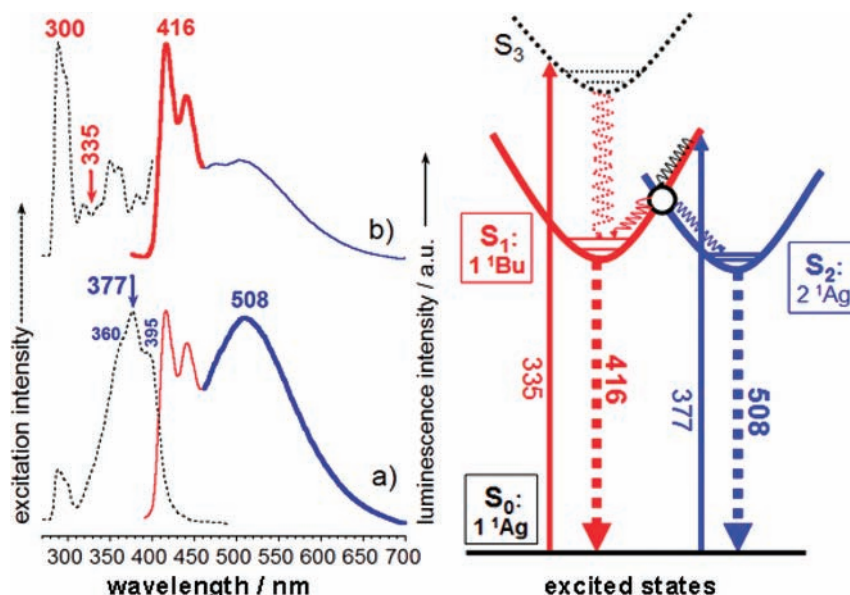 300
416
335
b)
377
360
395
508
a)
excitation intensity
luminescence intensity / a.u.
300 350 400 450 500 550 600 650 700
wavelength / nm
S3
S1:
1 1Bu
S2:
2 1Ag
335
416
377
508
S0:
1 1Ag
excited states